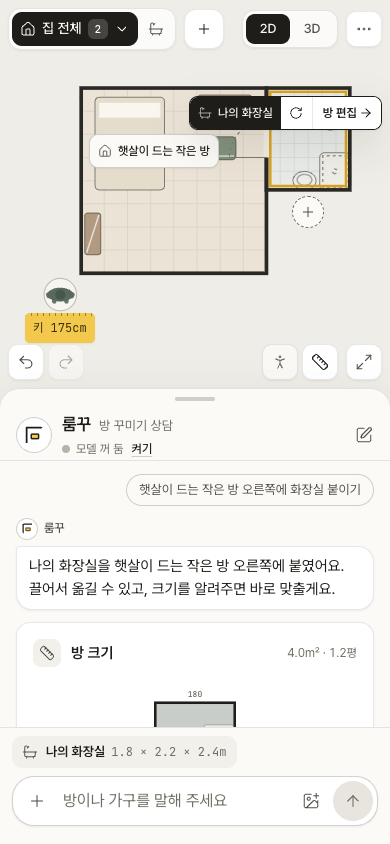 집 전체 2
2D 3D
나의 화장실
방 편집
햇살이 드는 작은 방
키 175cm
룸꾸 방 꾸미기 상담
모델 꺼 둠 켜기
햇살이 드는 작은 방 오른쪽에 화장실 붙이기
룸꾸
나의 화장실을 햇살이 드는 작은 방 오른쪽에 붙였어요.
끌어서 옮길 수 있고, 크기를 알려주면 바로 맞출게요.
방 크기 4.0m² · 1.2평
180
나의 화장실 1.8 × 2.2 × 2.4m
방이나 가구를 말해 주세요